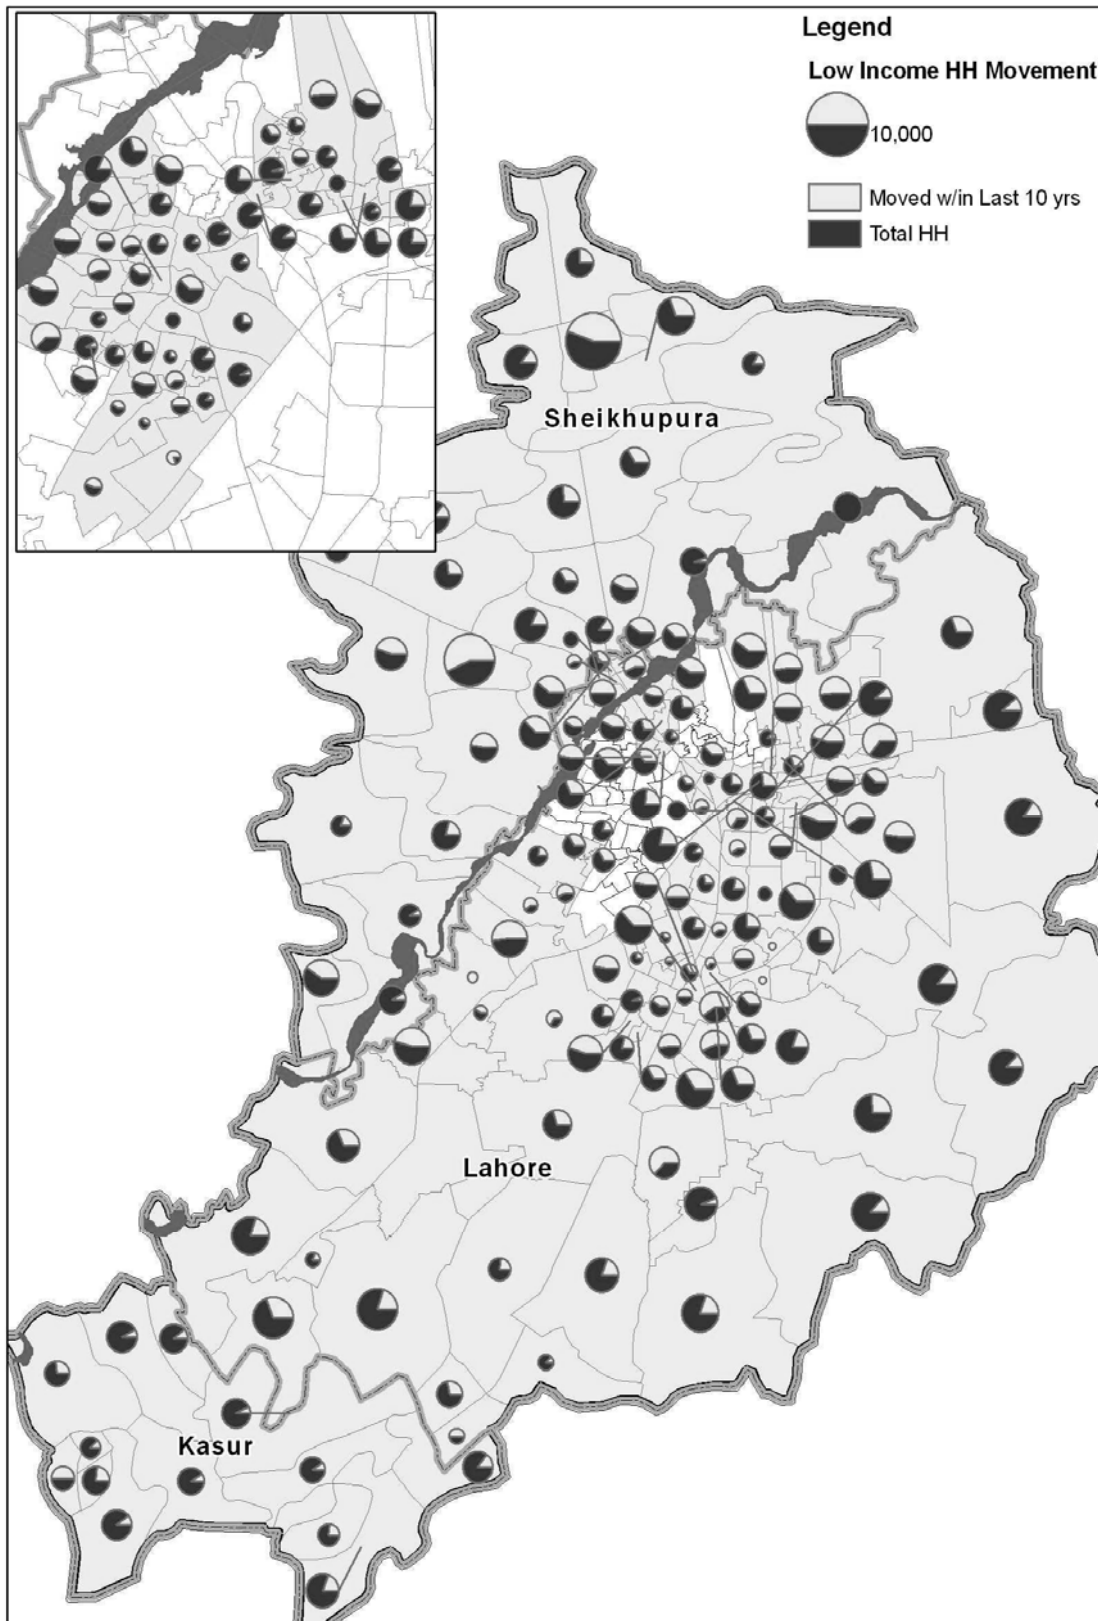 Legend
Low Income HH Movement
10,000
Moved w/in Last 10 yrs
Total HH
Sheikhupura
Lahore
Kasur